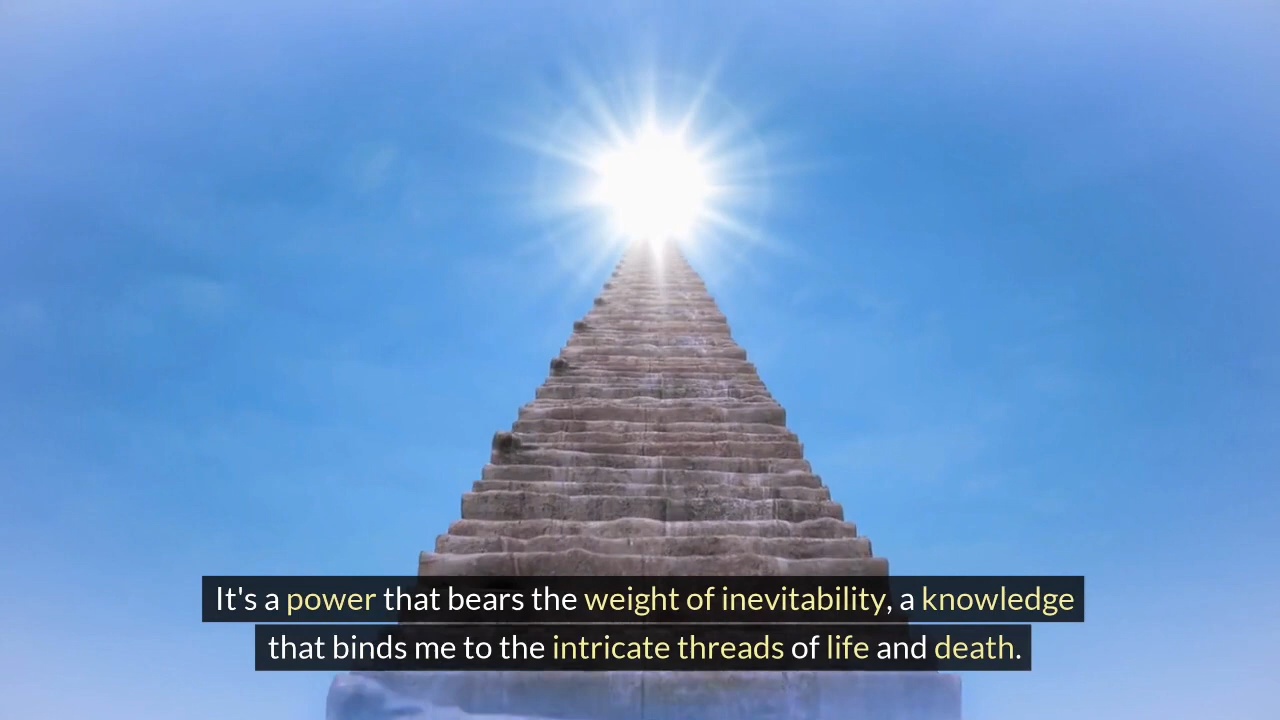 It's a power that bears the weight of inevitability, a knowledge
that binds me to the intricate threads of life and death.